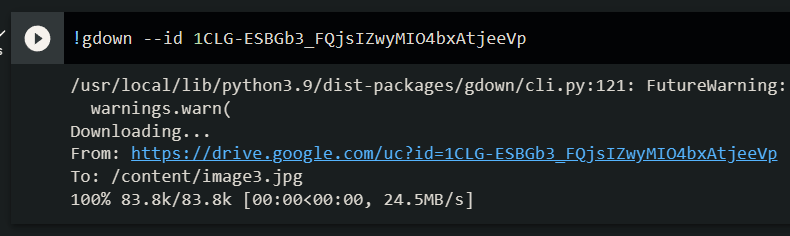 !gdown --id 1CLG-ESBGb3_FQjsIZwyMIO4bxAtjeeVp
/usr/local/lib/python3.9/dist-packages/gdown/cli.py:121: FutureWarning:
warnings.warn(
Downloading...
From: https://drive.google.com/uc?id=1CLG-ESBGb3_FQjsIZwyMIO4bxAtjeeVp
To: /content/image3.jpg
100% 83.8k/83.8k [00:00<00:00, 24.5MB/s]